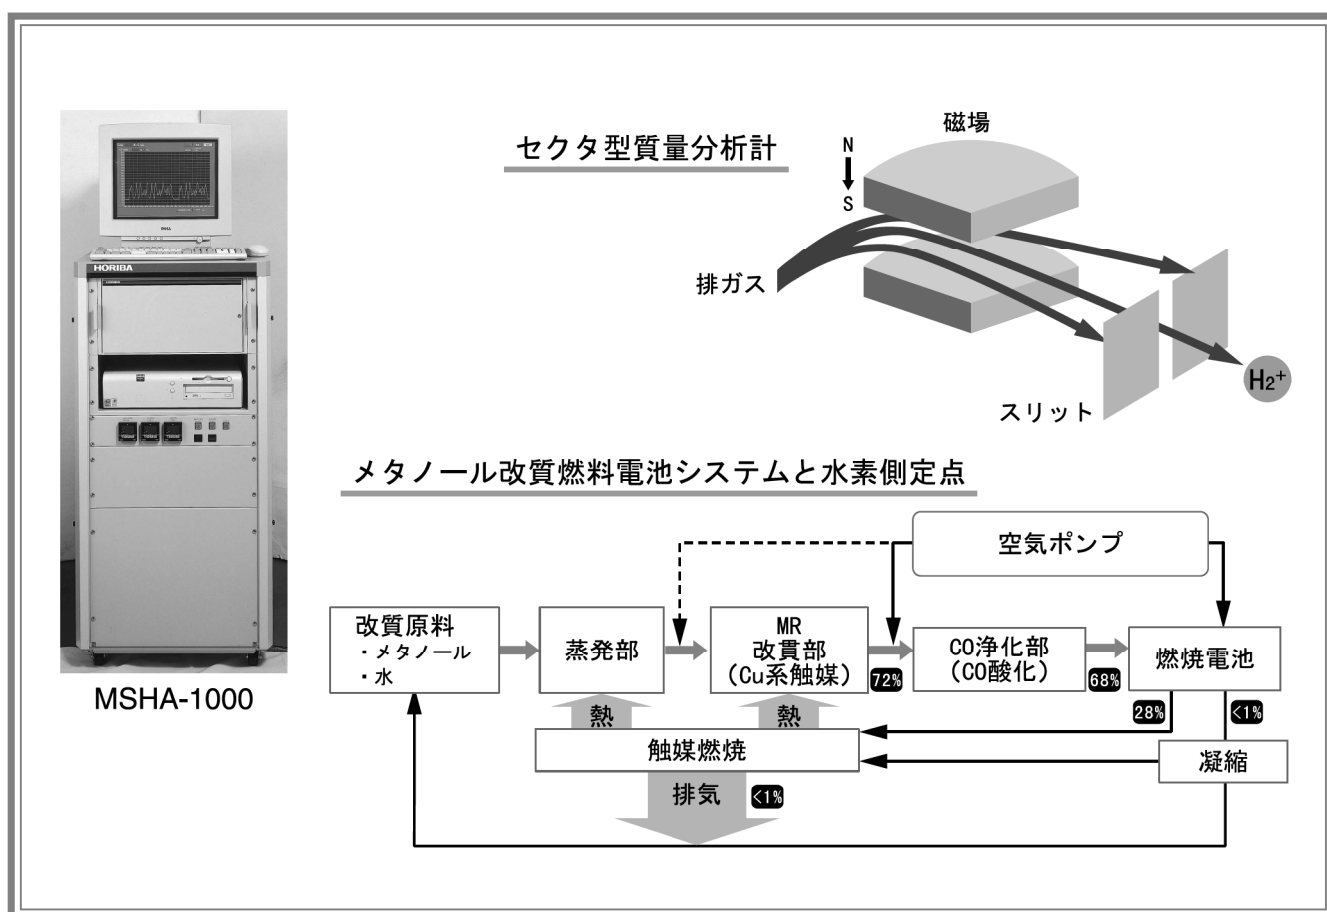 セクタ型質量分析計
磁場
N
S
排ガス
スリット
H₂⁺
DELL
HORIBA
HORIBA
MSHA-1000
メタノール改質燃料電池システムと水素側定点
空気ポンプ
改質原料
・メタノール
・水
蒸発部
MR
改貫部
(Cu系触媒)
72%
CO浄化部
(CO酸化)
68%
燃焼電池
28%
<1%
熱
熱
触媒燃焼
凝縮
排気
<1%